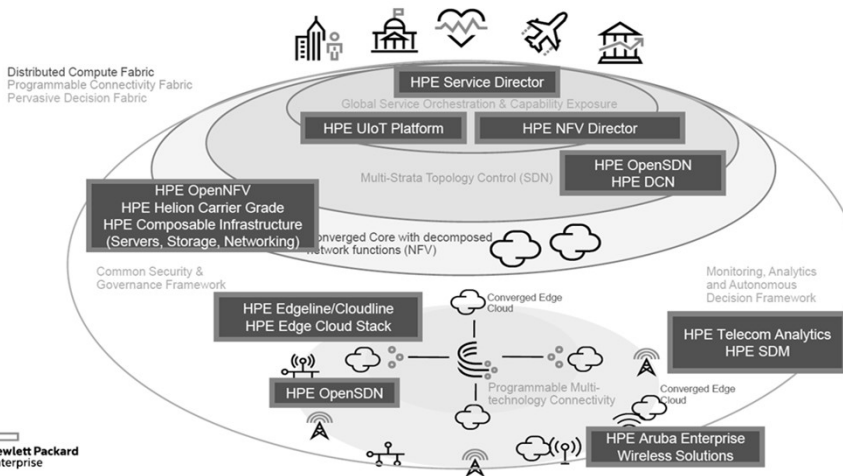 Distributed Compute Fabric
Programmable Connectivity Fabric
Pervasive Decision Fabric
HPE Service Director
Global Service Orchestration & Capability Exposure
HPE UIoT Platform
HPE NFV Director
Multi-Strata Topology Control (SDN)
HPE OpenSDN
HPE DCN
HPE OpenNFV
HPE Helion Carrier Grade
HPE Composable Infrastructure
(Servers, Storage, Networking)
onverged Core with decomposed
network functions (NFV)
Common Security &
Governance Framework
Monitoring, Analytics
and Autonomous
Decision Framework
HPE Edgeline/Cloudline
HPE Edge Cloud Stack
Converged Edge
Cloud
HPE Telecom Analytics
HPE SDM
HPE OpenSDN
Programmable Multi-
technology Connectivity
Converged Edge
Cloud
HPE Aruba Enterprise
Wireless Solutions
ewlett Packard
nterprise